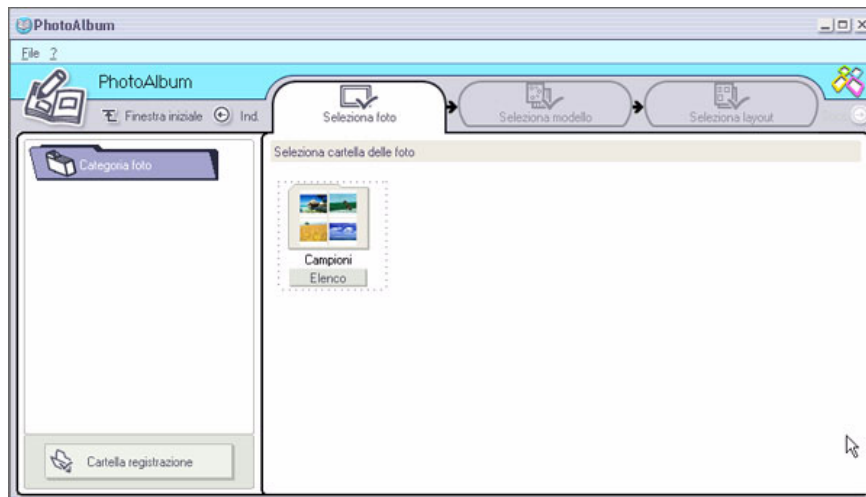 PhotoAlbum
File ?
PhotoAlbum
Finestra iniziale Ind.
Seleziona foto
Seleziona modello
Seleziona layout
Categoria foto
Seleziona cartella delle foto
Campioni
Elenco
Cartella registrazione